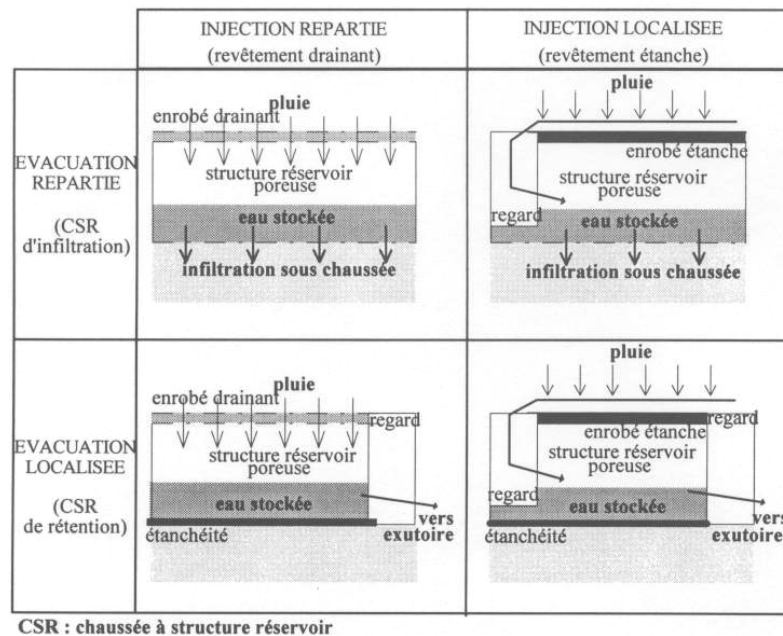 INJECTION REPARTIE
(revêtement drainant)
INJECTION LOCALISEE
(revêtement étanche)
EVACUATION
REPARTIE
(CSR
d'infiltration)
pluie
enrobé drainant
structure réservoir
poreuse
eau stockée
infiltration sous chaussée
pluie
enrobé étanche
structure réservoir
poreuse
regard
eau stockée
infiltration sous chaussée
EVACUATION
LOCALISEE
(CSR
de rétention)
pluie
enrobé drainant
regard
structure réservoir
poreuse
eau stockée
vers
étanchéité
exutoire
pluie
regard
enrobé étanche
structure réservoir
poreuse
regard
eau stockée
vers
étanchéité
exutoire
CSR : chaussée à structure réservoir